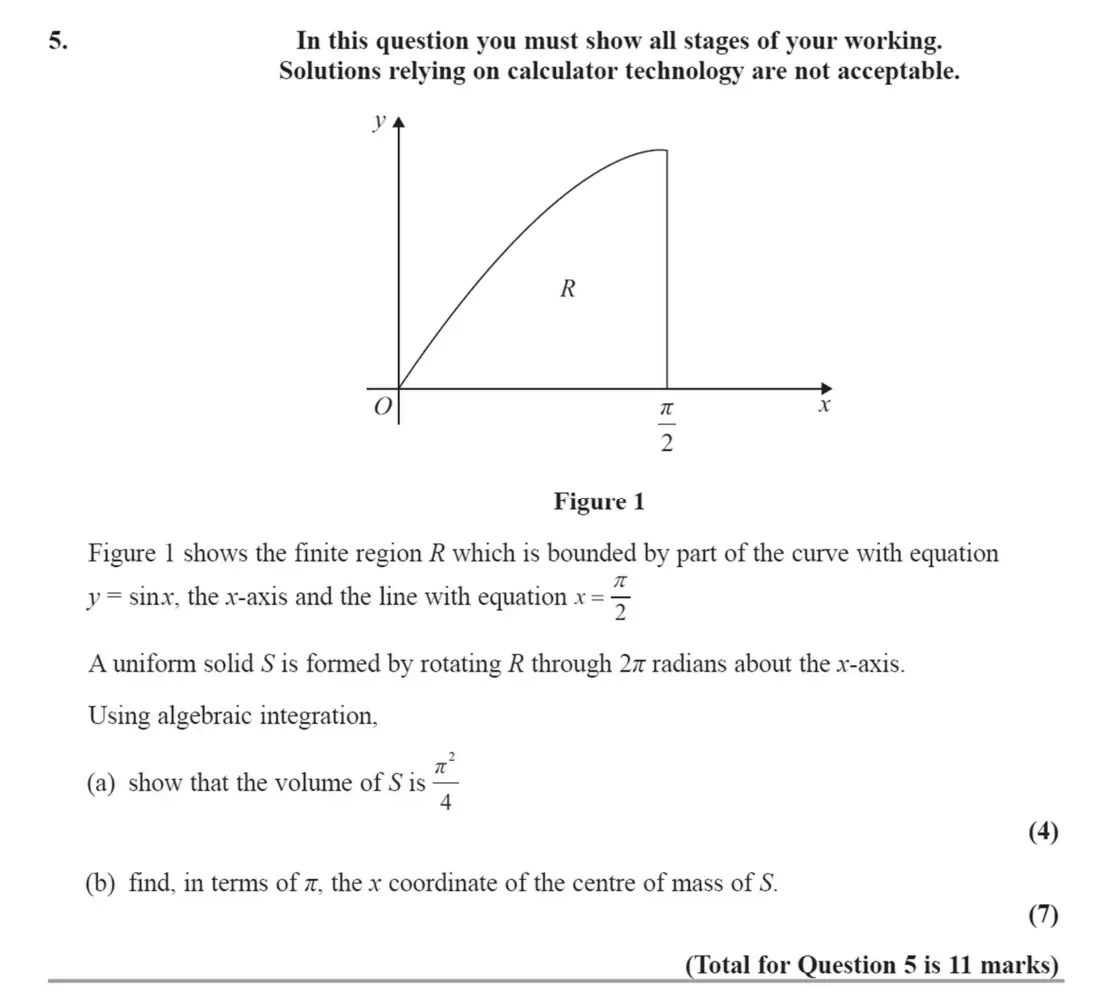 5.
In this question you must show all stages of your working.
Solutions relying on calculator technology are not acceptable.
y
R
O
π
2
x
Figure 1
Figure 1 shows the finite region R which is bounded by part of the curve with equation
y = sinx, the x-axis and the line with equation x = π/2
A uniform solid S is formed by rotating R through 2π radians about the x-axis.
Using algebraic integration,
(a) show that the volume of S is π²/4
(4)
(b) find, in terms of π, the x coordinate of the centre of mass of S.
(7)
(Total for Question 5 is 11 marks)